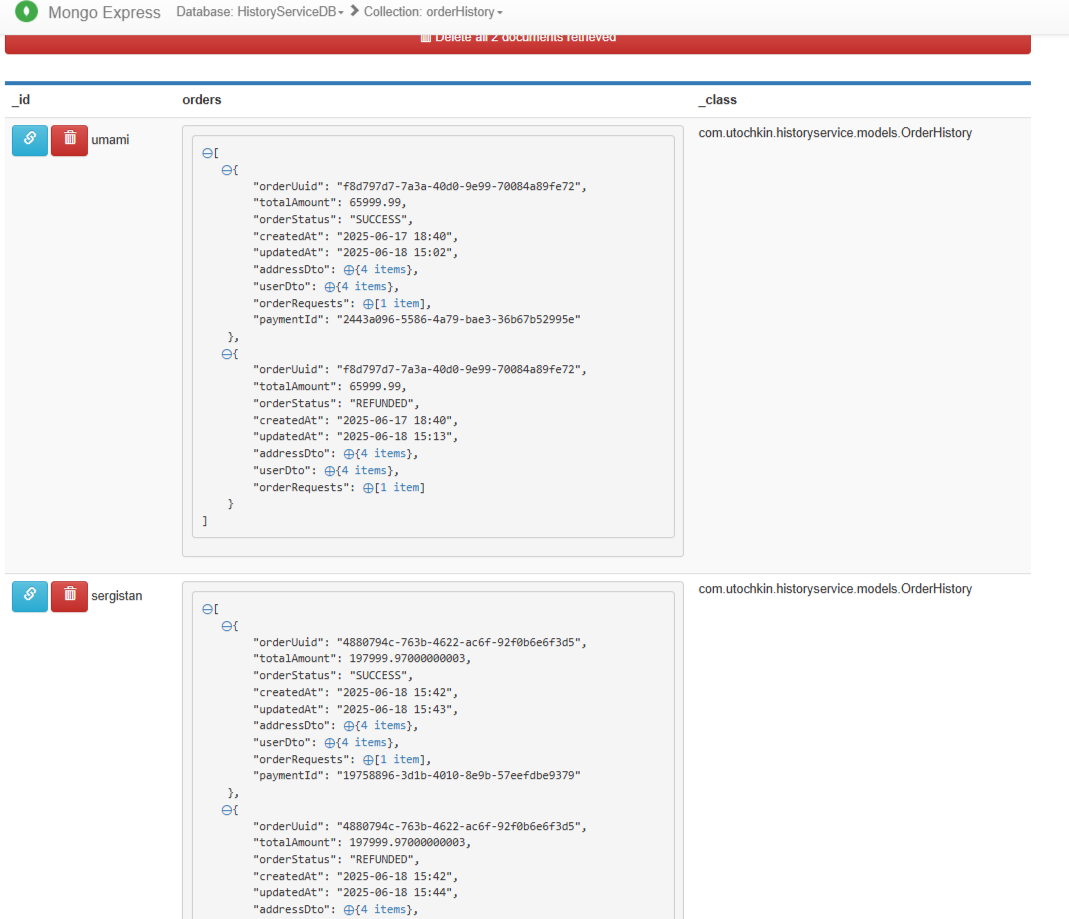 Mongo Express Database: HistoryServiceDB Collection: orderHistory
Delete all 2 documents retrieved
_id orders _class
umami com.utochkin.historyservice.models.OrderHistory
[
{
"orderUuid": "f8d797d7-7a3a-40d0-9e99-70084a89fe72",
"totalAmount": 65999.99,
"orderStatus": "SUCCESS",
"createdAt": "2025-06-17 18:40",
"updatedAt": "2025-06-18 15:02",
"addressDto": {4 items},
"userDto": {4 items},
"orderRequests": [1 item],
"paymentId": "2443a096-5586-4a79-bae3-36b67b52995e"
},
{
"orderUuid": "f8d797d7-7a3a-40d0-9e99-70084a89fe72",
"totalAmount": 65999.99,
"orderStatus": "REFUNDED",
"createdAt": "2025-06-17 18:40",
"updatedAt": "2025-06-18 15:13",
"addressDto": {4 items},
"userDto": {4 items},
"orderRequests": [1 item]
}
]
sergistan com.utochkin.historyservice.models.OrderHistory
[
{
"orderUuid": "4880794c-763b-4622-ac6f-92f0b6e6f3d5",
"totalAmount": 197999.97000000003,
"orderStatus": "SUCCESS",
"createdAt": "2025-06-18 15:42",
"updatedAt": "2025-06-18 15:43",
"addressDto": {4 items},
"userDto": {4 items},
"orderRequests": [1 item],
"paymentId": "19758896-3d1b-4010-8e9b-57eefdbe9379"
},
{
"orderUuid": "4880794c-763b-4622-ac6f-92f0b6e6f3d5",
"totalAmount": 197999.97000000003,
"orderStatus": "REFUNDED",
"createdAt": "2025-06-18 15:42",
"updatedAt": "2025-06-18 15:44",
"addressDto": {4 items},